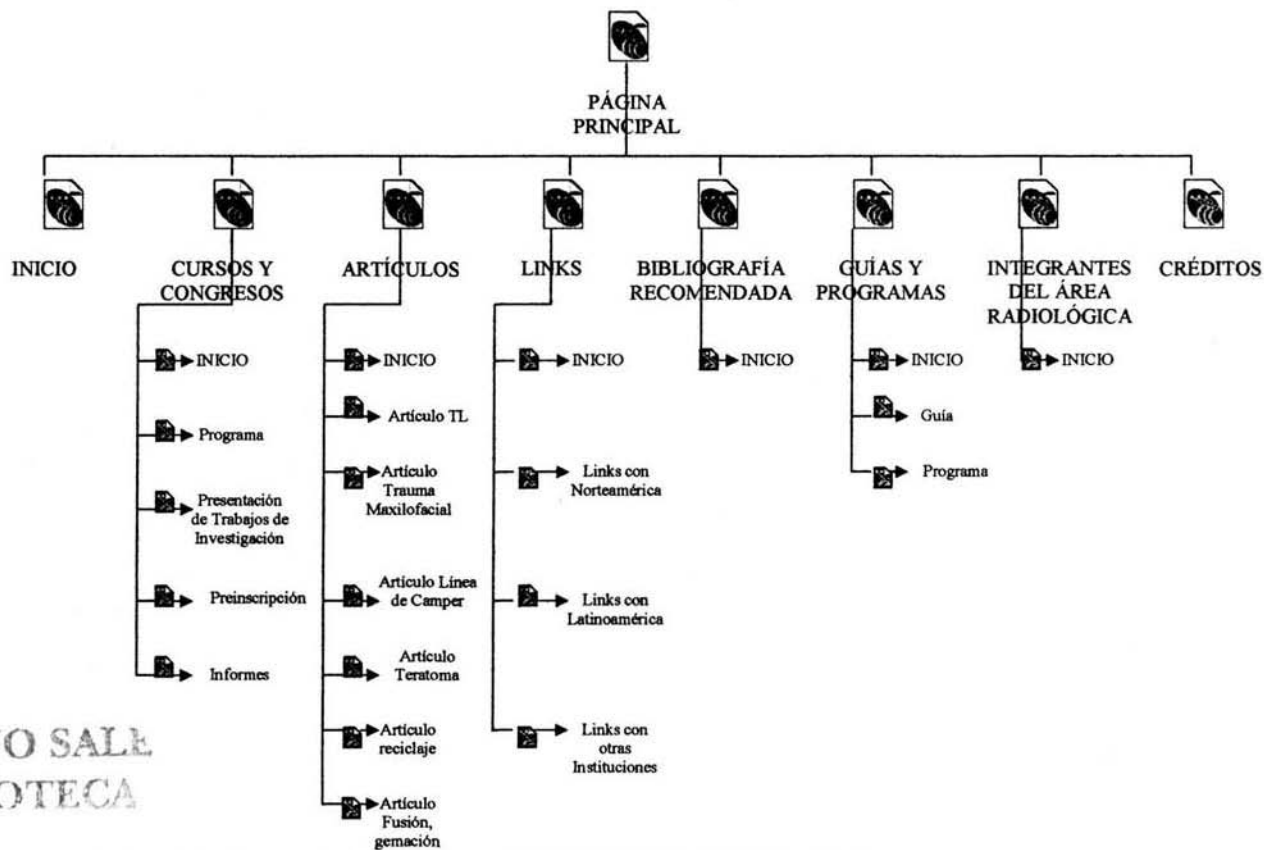 PÁGINA
PRINCIPAL
INICIO
CURSOS Y
CONGRESOS
ARTÍCULOS
LINKS
BIBLIOGRAFÍA
RECOMENDADA
GUÍAS Y
PROGRAMAS
INTEGRANTES
DEL ÁREA
RADIOLÓGICA
CRÉDITOS
INICIO
Programa
Presentación
de Trabajos de
Investigación
Preinscripción
Informes
INICIO
Artículo TL
Artículo
Trauma
Maxilofacial
Artículo Línea
de Camper
Artículo
Teratoma
Artículo
reciclaje
Artículo
Fusión,
gemación
INICIO
Links con
Norteamérica
Links con
Latinoamérica
Links con
otras
Instituciones
INICIO
INICIO
Guía
Programa
INICIO
O SALE
OTECA